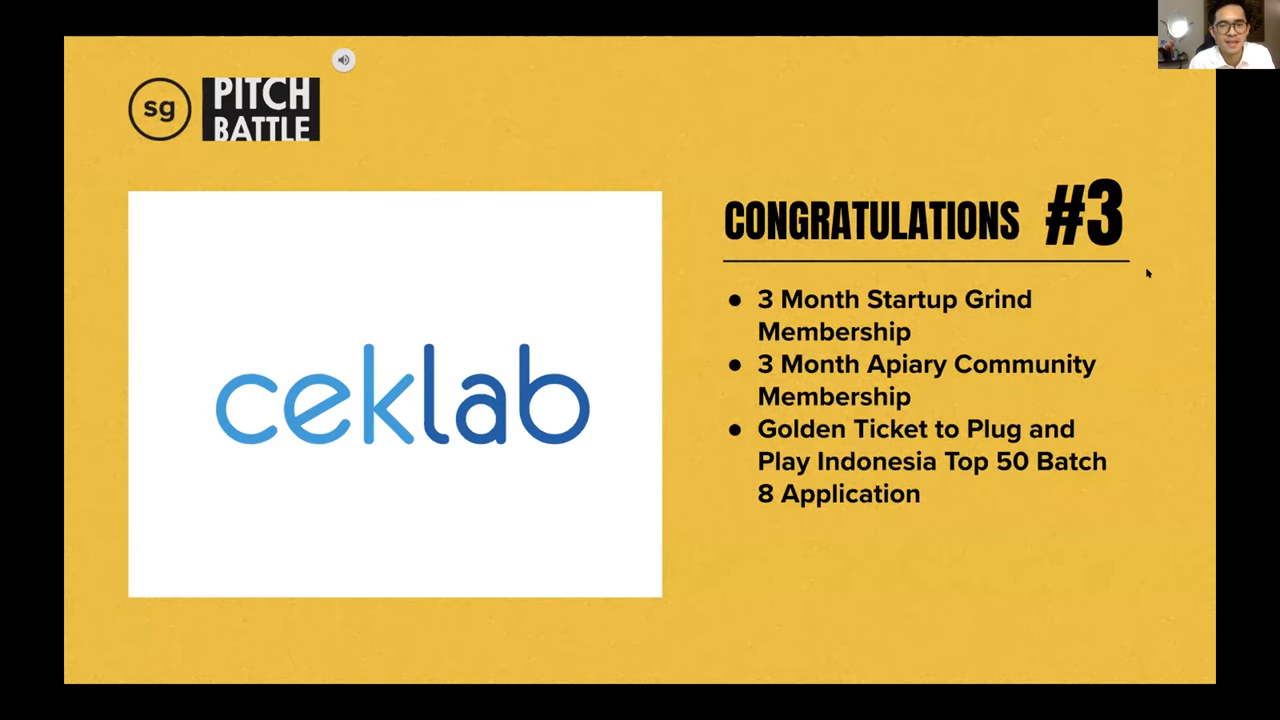 sg
PITCH
BATTLE
CONGRATULATIONS #3
ceklab
● 3 Month Startup Grind
Membership
● 3 Month Apiary Community
Membership
● Golden Ticket to Plug and
Play Indonesia Top 50 Batch
8 Application